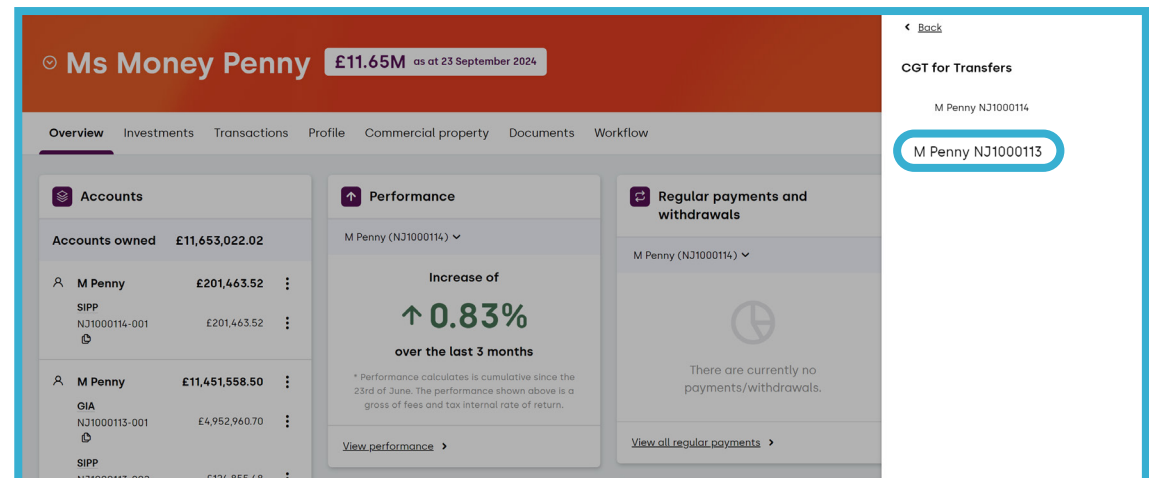 Ms Money Penny £11.65M as at 23 September 2024
Overview Investments Transactions Profile Commercial property Documents Workflow
Accounts
Accounts owned £11,653,022.02
M Penny £201,463.52
SIPP
NJ1000114-001 £201,463.52
M Penny £11,451,558.50
GIA
NJ1000113-001 £4,952,960.70
SIPP
Performance
M Penny (NJ1000114)
Increase of
0.83%
over the last 3 months
* Performance calculates is cumulative since the
23rd of June. The performance shown above is a
gross of fees and tax internal rate of return.
View performance
Regular payments and
withdrawals
M Penny (NJ1000114)
There are currently no
payments/withdrawals.
View all regular payments
Back
CGT for Transfers
M Penny NJ1000114
M Penny NJ1000113